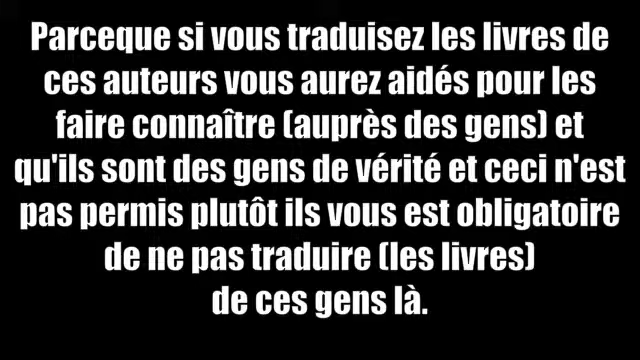 Parceque si vous traduisez les livres de
ces auteurs vous aurez aidés pour les
faire connaître (auprès des gens) et
qu'ils sont des gens de vérité et ceci n'est
pas permis plutôt ils vous est obligatoire
de ne pas traduire (les livres)
de ces gens là.